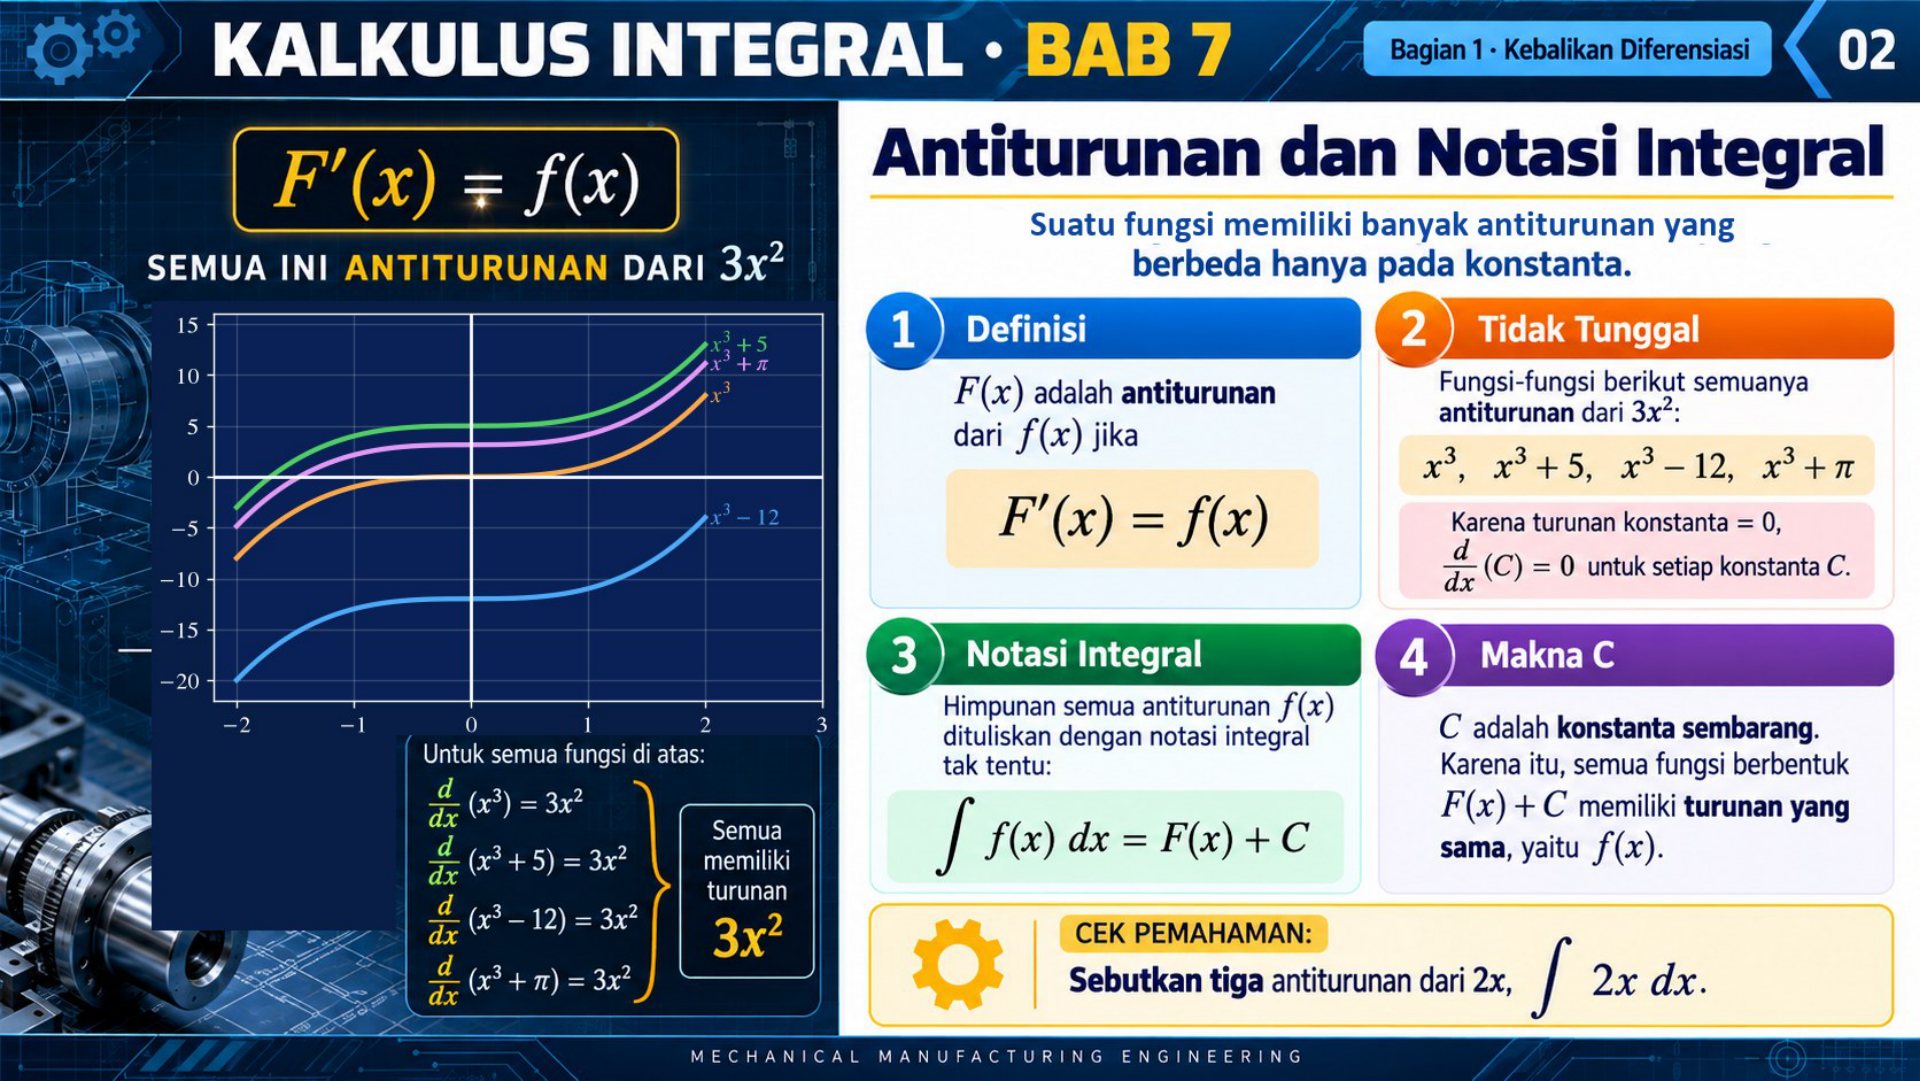 KALKULUS INTEGRAL • BAB 7
Bagian 1 · Kebalikan Diferensiasi
02
F′(x) = f(x)
SEMUA INI ANTITURUNAN DARI 3x²
15
10
5
0
−5
−10
−15
−20
−2
−1
0
1
2
3
x³ + 5
x³ + π
x³
x³ − 12
Untuk semua fungsi di atas:
d/dx (x³) = 3x²
d/dx (x³ + 5) = 3x²
d/dx (x³ − 12) = 3x²
d/dx (x³ + π) = 3x²
Semua
memiliki
turunan
3x²
Antiturunan dan Notasi Integral
Suatu fungsi memiliki banyak antiturunan yang
berbeda hanya pada konstanta.
1 Definisi
F(x) adalah antiturunan
dari f(x) jika
F′(x) = f(x)
2 Tidak Tunggal
Fungsi-fungsi berikut semuanya
antiturunan dari 3x²:
x³, x³ + 5, x³ − 12, x³ + π
Karena turunan konstanta = 0,
d/dx (C) = 0 untuk setiap konstanta C.
3 Notasi Integral
Himpunan semua antiturunan f(x)
dituliskan dengan notasi integral
tak tentu:
∫ f(x) dx = F(x) + C
4 Makna C
C adalah konstanta sembarang.
Karena itu, semua fungsi berbentuk
F(x) + C memiliki turunan yang
sama, yaitu f(x).
CEK PEMAHAMAN:
Sebutkan tiga antiturunan dari 2x, ∫ 2x dx.
MECHANICAL MANUFACTURING ENGINEERING